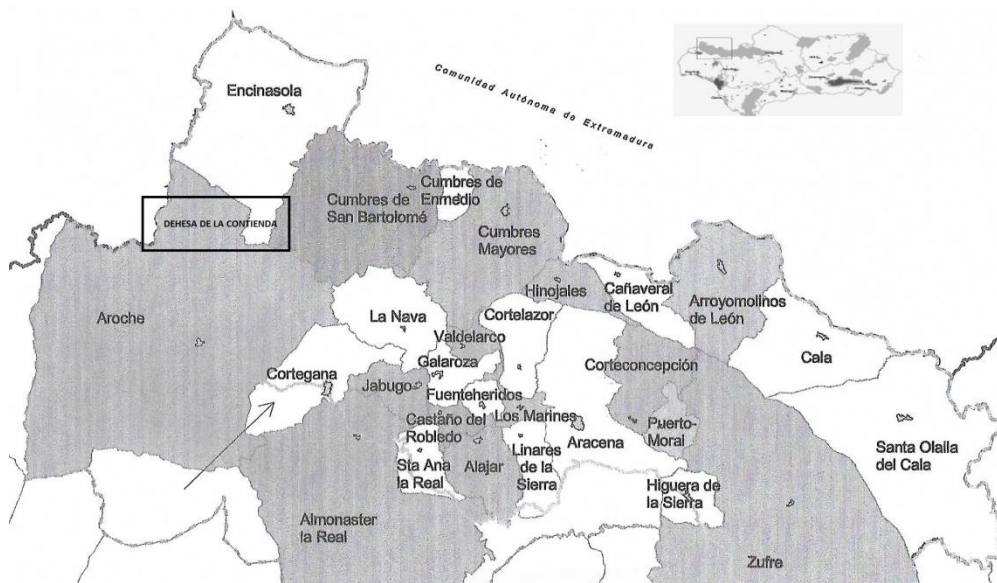 Encinasola
Comunidad Autónoma de Extremadura
Cumbres de
Enmedio
Cumbres de
San Bartolomé
DEHESA DE LA CONTIENDA
Cumbres
Mayores
Hinojales
Cañaveral
de León
Arroyomolinos
de León
Aroche
La Nava
Cortelazor
Valdelarco
Cala
Galaroza
Corteconcepción
Cortegana
Jabugo
Fuenteheridos
Castaño del
Robledo
Los Marines
Puerto-
Moral
Aracena
Santa Olalla
del Cala
Linares
de la
Sierra
Sta Ana
la Real
Alajar
Higuera de
la Sierra
Almonaster
la Real
Zufre